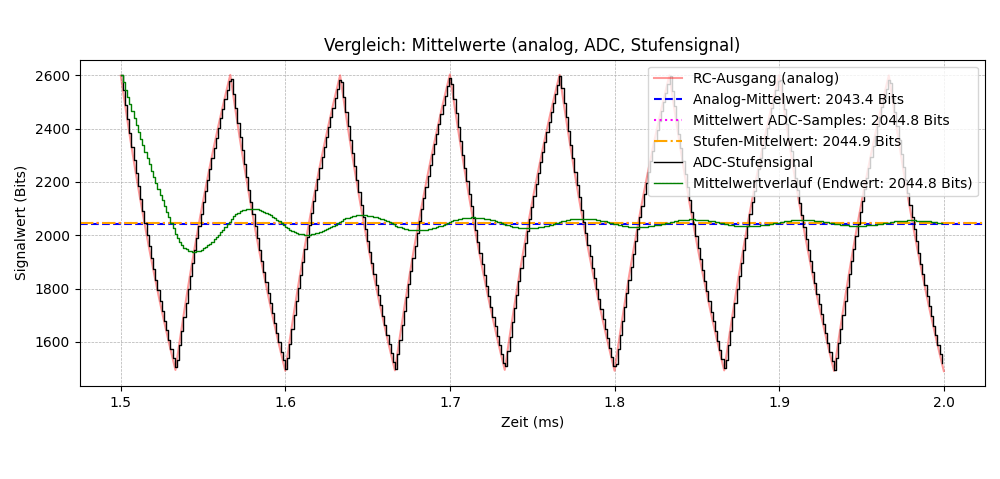 Vergleich: Mittelwerte (analog, ADC, Stufensignal)
RC-Ausgang (analog)
Analog-Mittelwert: 2043.4 Bits
Mittelwert ADC-Samples: 2044.8 Bits
Stufen-Mittelwert: 2044.9 Bits
ADC-Stufensignal
Mittelwertverlauf (Endwert: 2044.8 Bits)
Signalwert (Bits)
2600
2400
2200
2000
1800
1600
1.5 1.6 1.7 1.8 1.9 2.0
Zeit (ms)